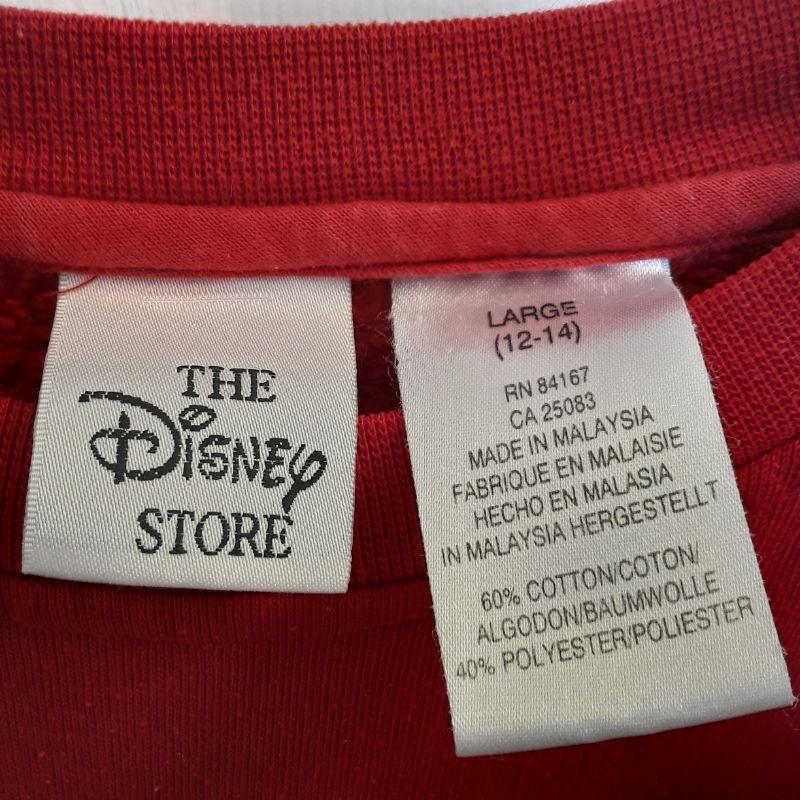 THE
DISNEY
STORE
LARGE
(12-14)
RN 84167
CA 25083
MADE IN MALAYSIA
FABRIQUE EN MALAISIE
HECHO EN MALASIA
IN MALAYSIA HERGESTELLT
60% COTTON/COTON/
ALGODON/BAUMWOLLE
40% POLYESTER/POLIESTER